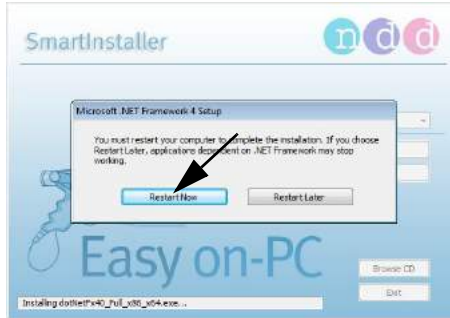 SmartInstaller
ndd
Microsoft .NET Framework 4 Setup
You must restart your computer to complete the installation. If you choose
Restart Later, applications dependent on .NET Framework may stop
working.
Restart Now
Restart Later
Easy on-PC
Browse CD
Exit
Installing dotNetFx40_Full_x86_x64.exe...